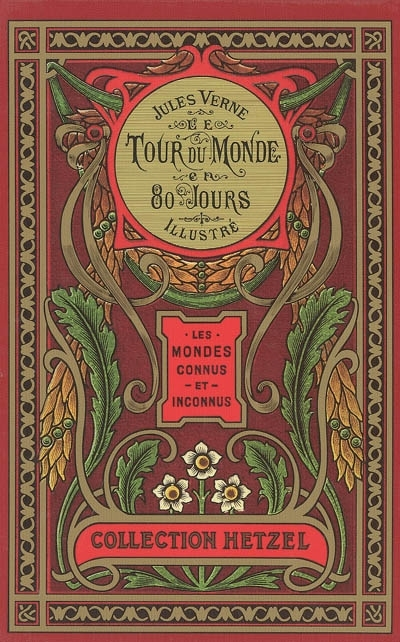 JULES VERNE
LE
TOUR DU MONDE
en
80 JOURS
ILLUSTRÉ
· LES ·
MONDES
CONNUS
– ET –
INCONNUS
COLLECTION HETZEL